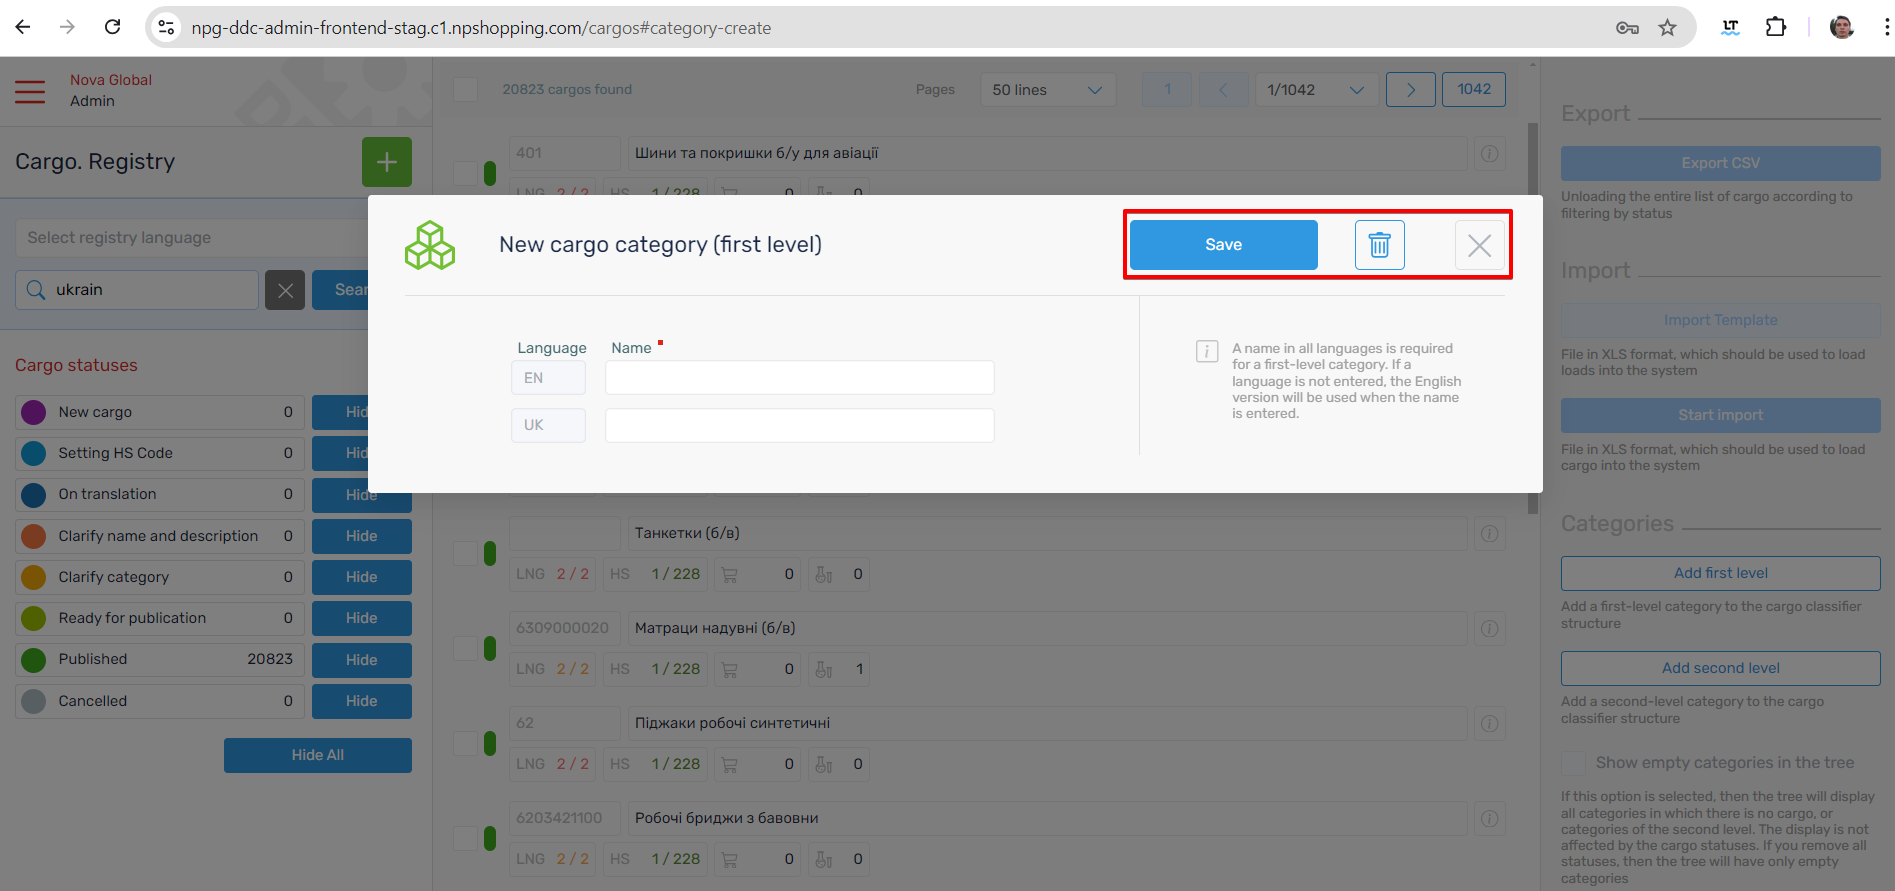 npg-ddc-admin-frontend-stag.c1.npshopping.com/cargos#category-create
LT
Nova Global
Admin
Cargo. Registry
Select registry language
ukrain
Cargo statuses
New cargo 0 Hid
Setting HS Code 0 Hid
On translation 0 Hide
Clarify name and description 0 Hide
Clarify category 0 Hide
Ready for publication 0 Hide
Published 20823 Hide
Cancelled 0 Hide
Hide All
20823 cargos found
Pages 50 lines 1 1/1042 1042
401 Шини та покришки б/у для авіації
LNG 2 / 2 HS 1 / 228 0 0
New cargo category (first level)
Save
Language Name
EN
UK
A name in all languages is required
for a first-level category. If a
language is not entered, the English
version will be used when the name
is entered.
Танкетки (б/в)
LNG 2 / 2 HS 1 / 228 0 0
6309000020 Матраци надувні (б/в)
LNG 2 / 2 HS 1 / 228 0 1
62 Піджаки робочі синтетичні
LNG 2 / 2 HS 1 / 228 0 0
6203421100 Робочі бриджи з бавовни
LNG 2 / 2 HS 1 / 228 0 0
Export
Export CSV
Unloading the entire list of cargo according to
filtering by status
Import
Import Template
File in XLS format, which should be used to load
loads into the system
Start import
File in XLS format, which should be used to load
cargo into the system
Categories
Add first level
Add a first-level category to the cargo classifier
structure
Add second level
Add a second-level category to the cargo
classifier structure
Show empty categories in the tree
If this option is selected, then the tree will display
all categories in which there is no cargo, or
categories of the second level. The display is not
affected by the cargo statuses. If you remove all
statuses, then the tree will have only empty
categories